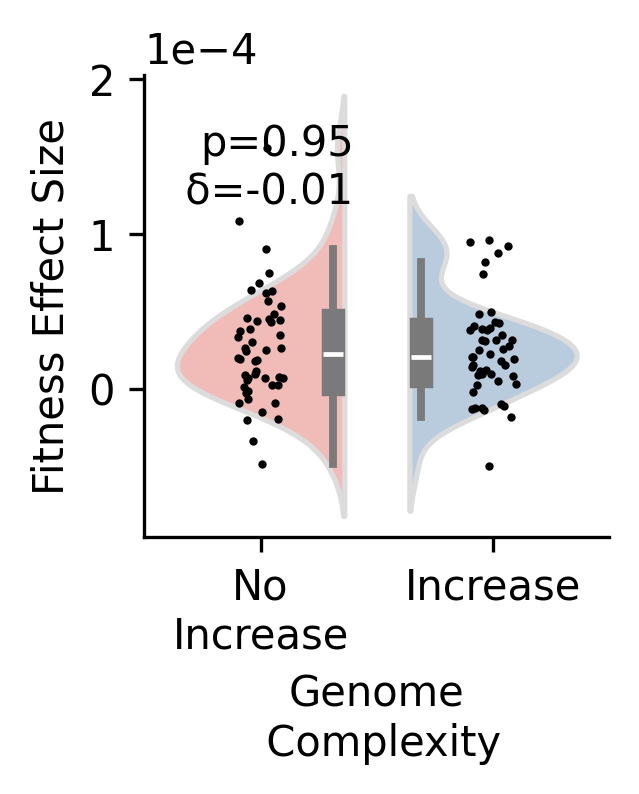 1e−4
2
1
0
Fitness Effect Size
p=0.95
δ=-0.01
No
Increase
Increase
Genome
Complexity